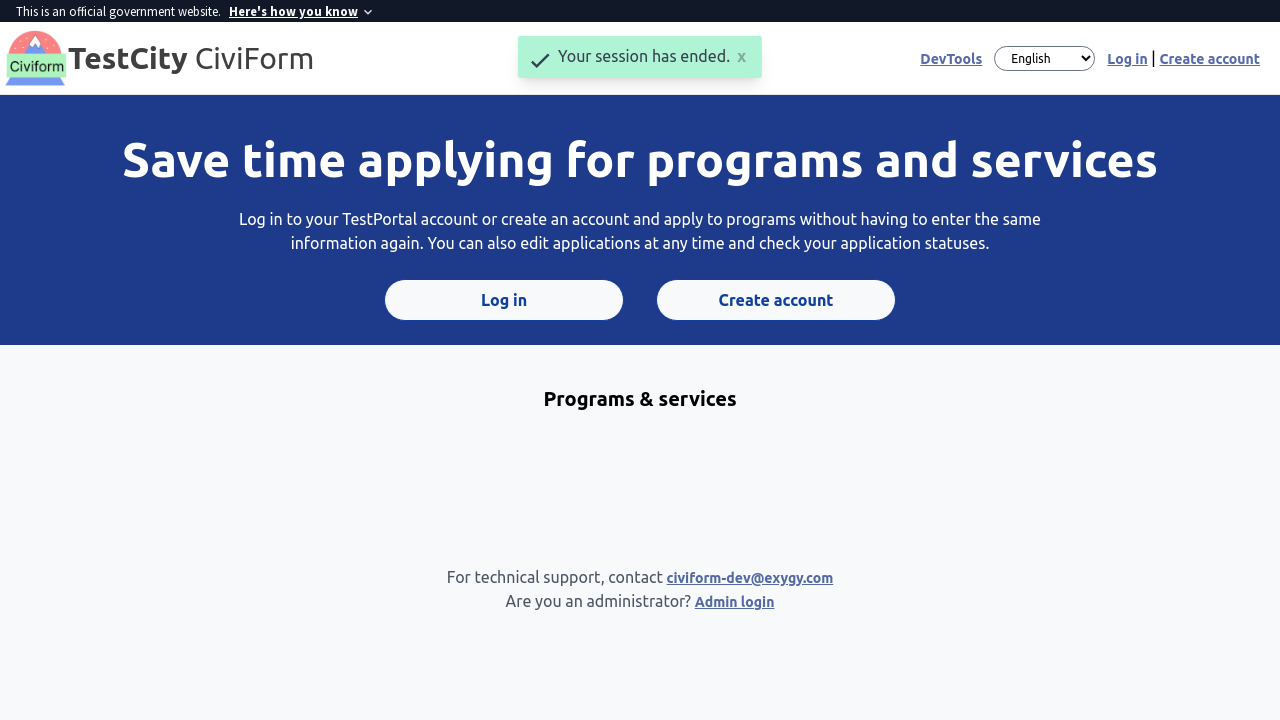 This is an official government website. Here's how you know
Civiform
TestCity CiviForm
Your session has ended. x
DevTools
English
Log in | Create account
Save time applying for programs and services
Log in to your TestPortal account or create an account and apply to programs without having to enter the same
information again. You can also edit applications at any time and check your application statuses.
Log in
Create account
Programs & services
For technical support, contact civiform-dev@exygy.com
Are you an administrator? Admin login